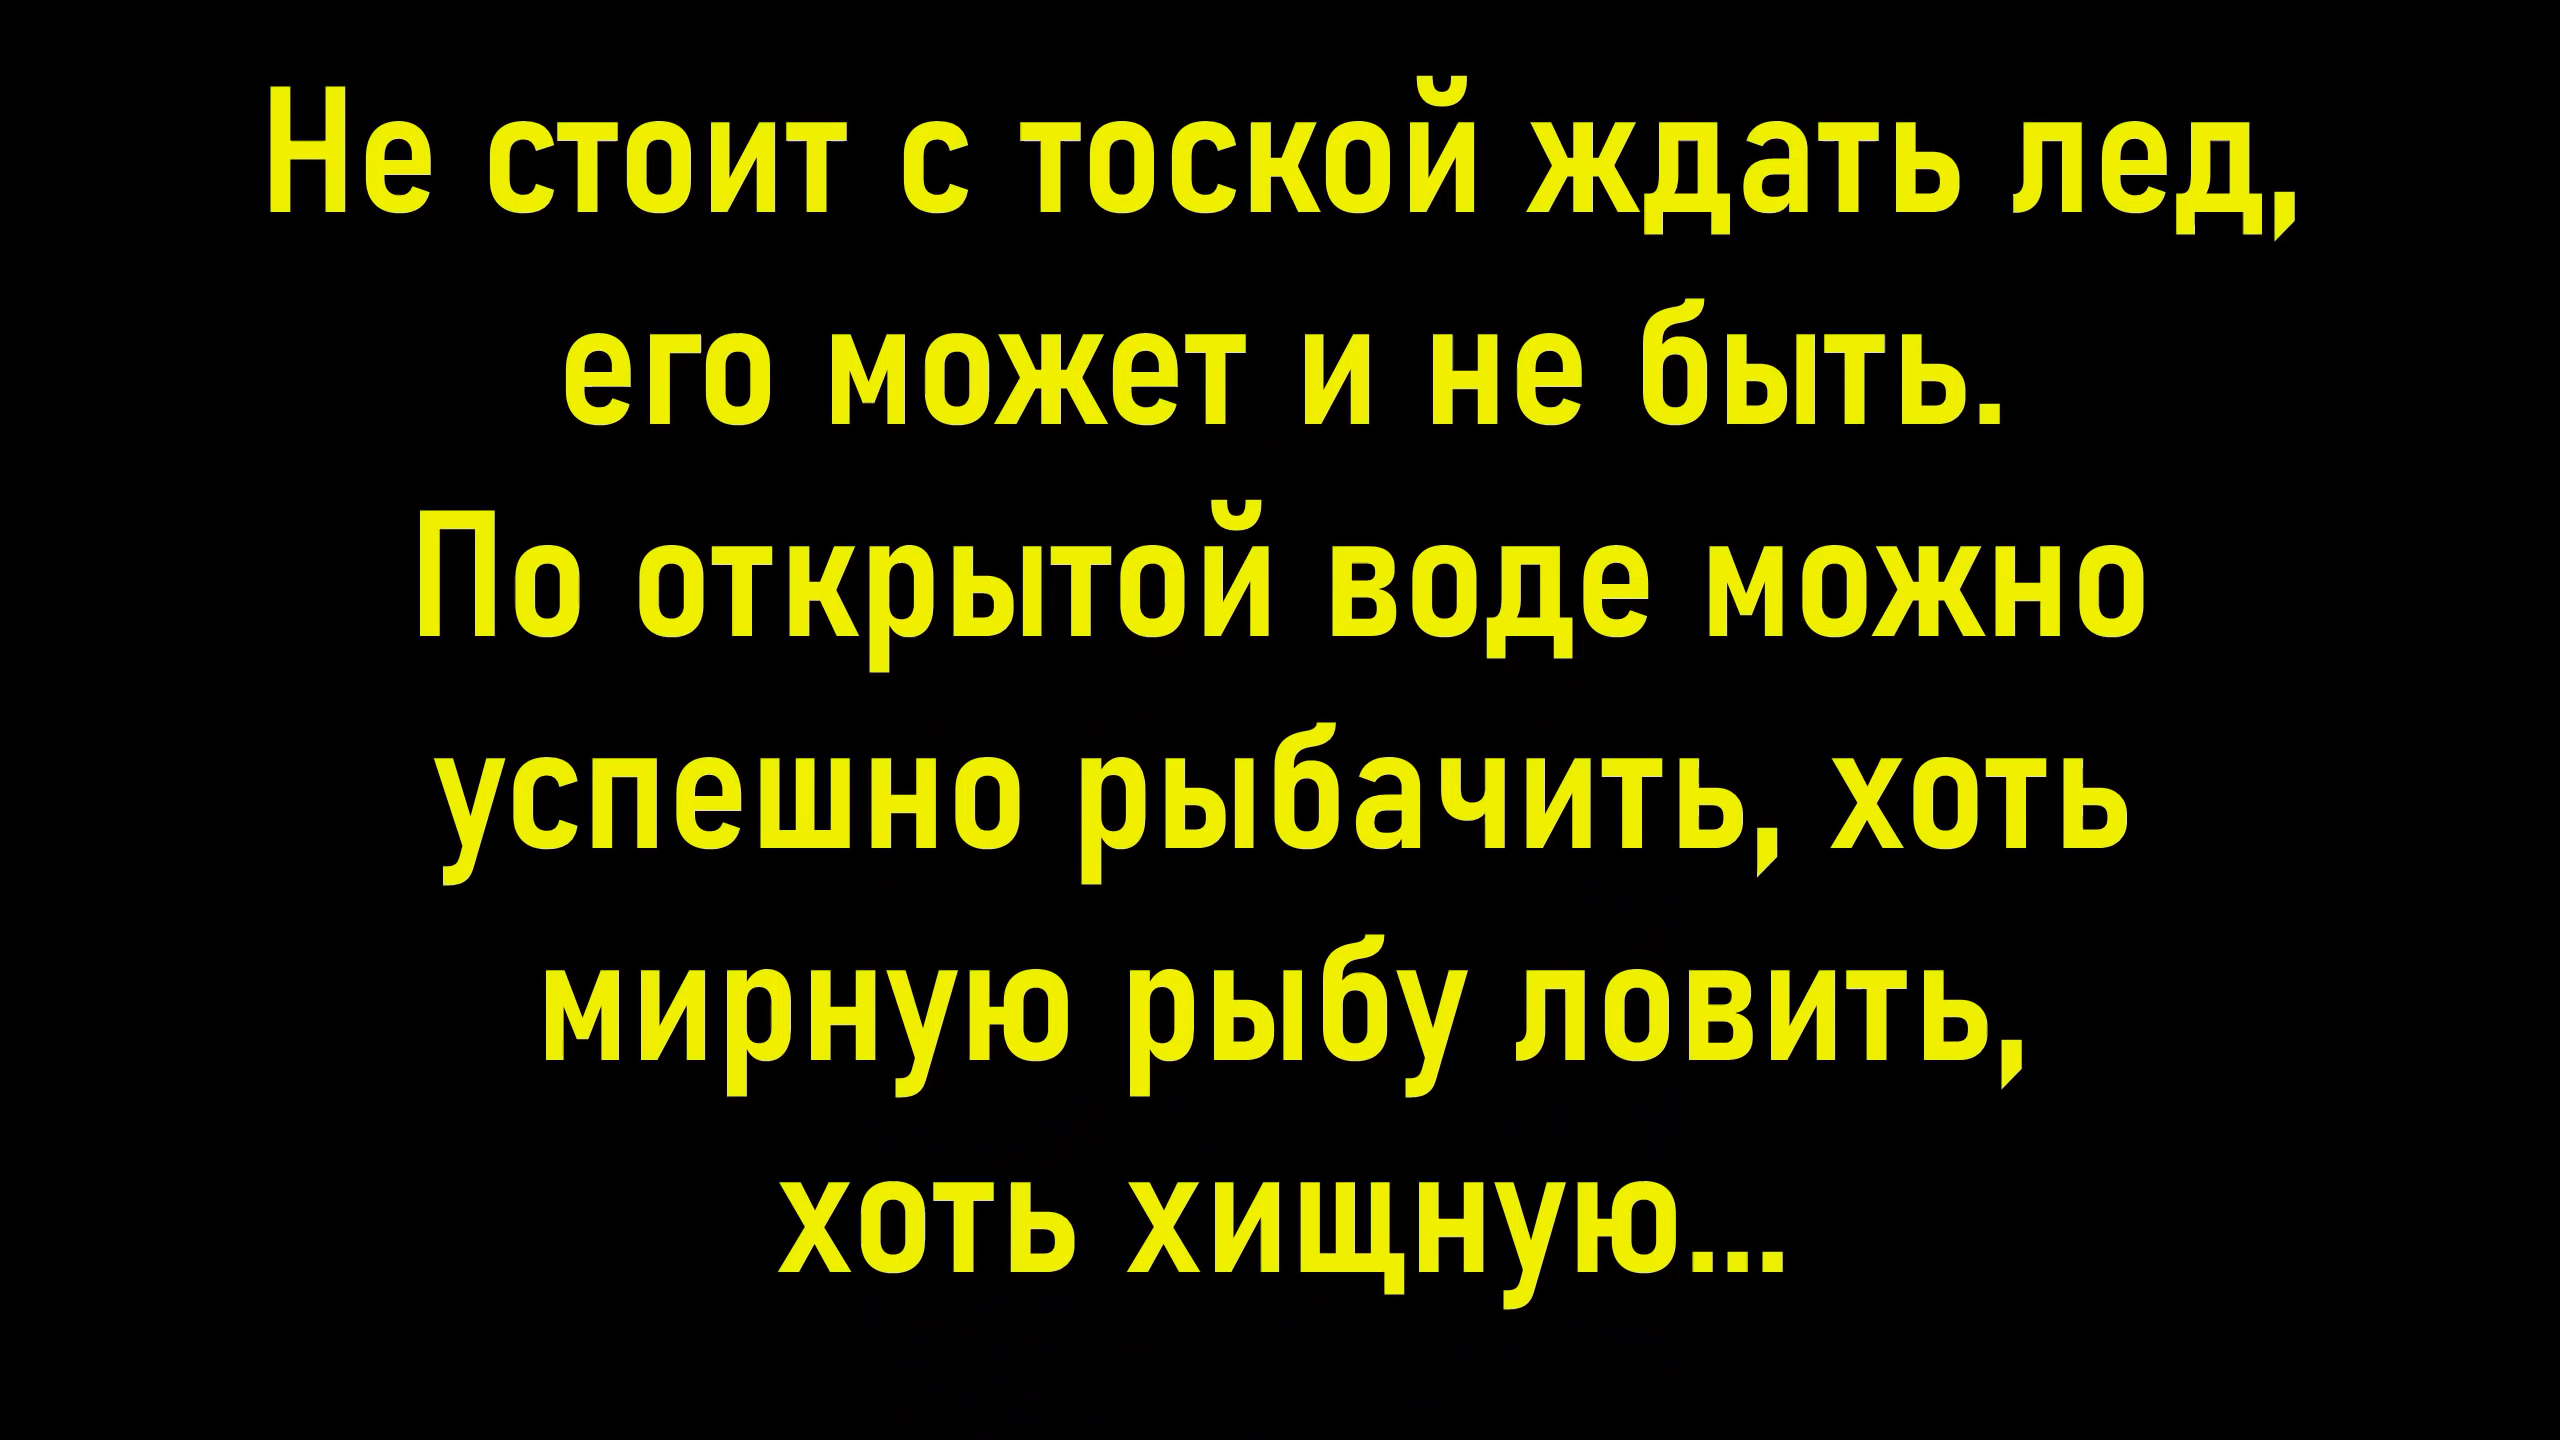 Не стоит с тоской ждать лед,
его может и не быть.
По открытой воде можно
успешно рыбачить, хоть
мирную рыбу ловить,
хоть хищную...